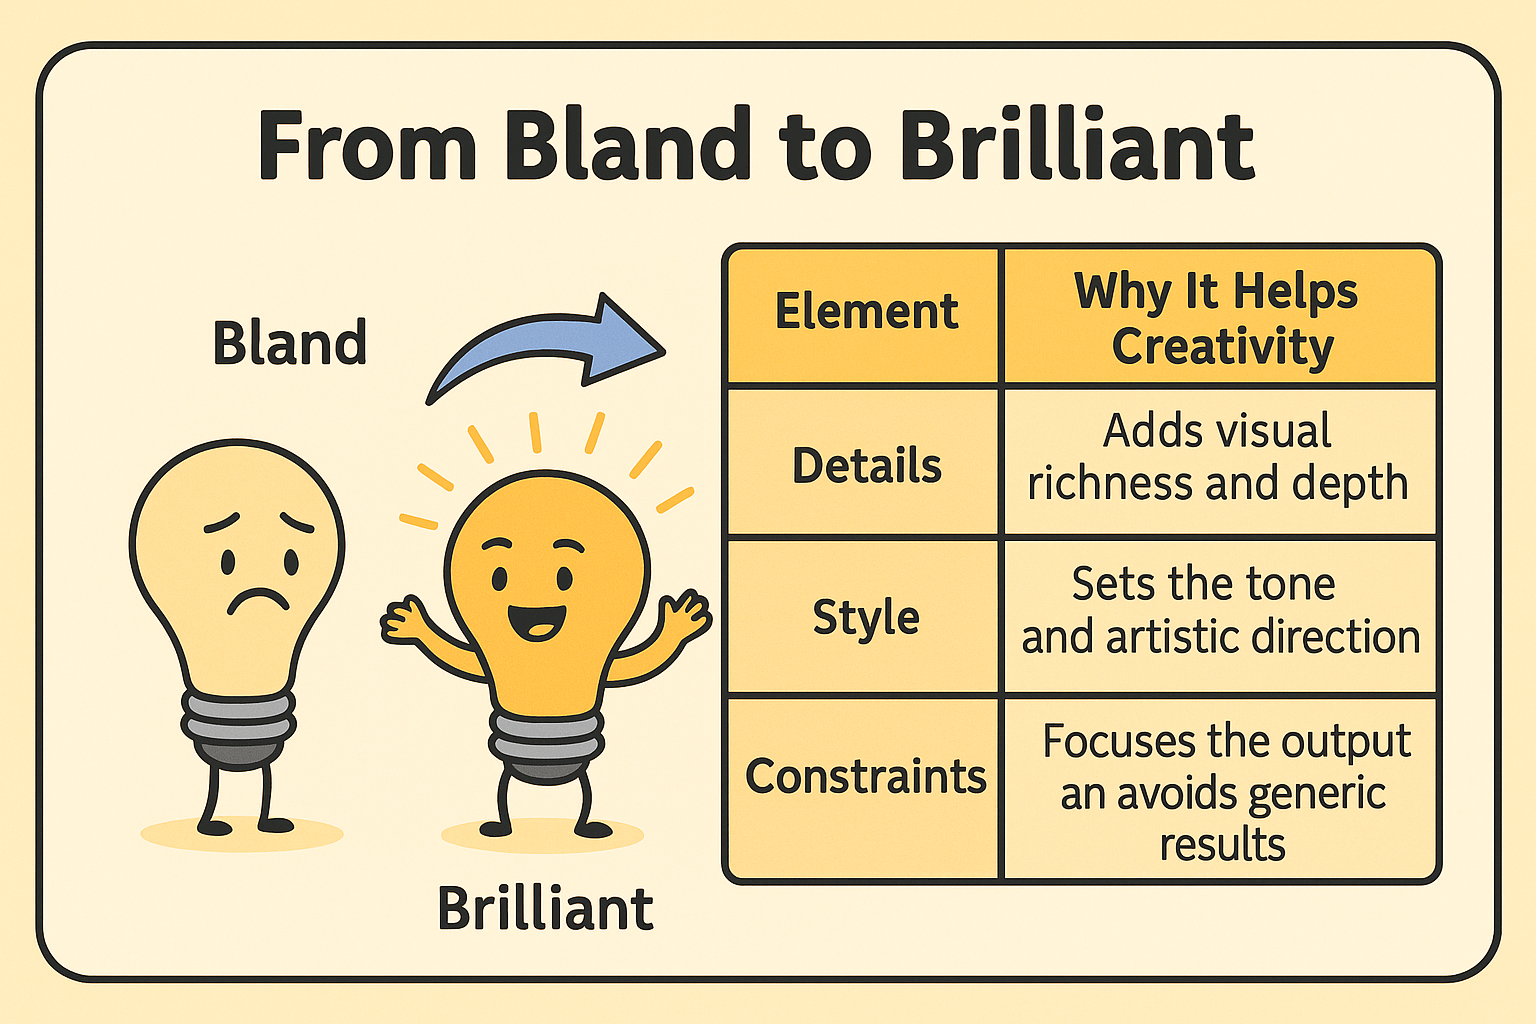 From Bland to Brilliant
Bland
Brilliant
Element
Why It Helps
Creativity
Details
Adds visual
richness and depth
Style
Sets the tone
and artistic direction
Constraints
Focuses the output
an avoids generic
results